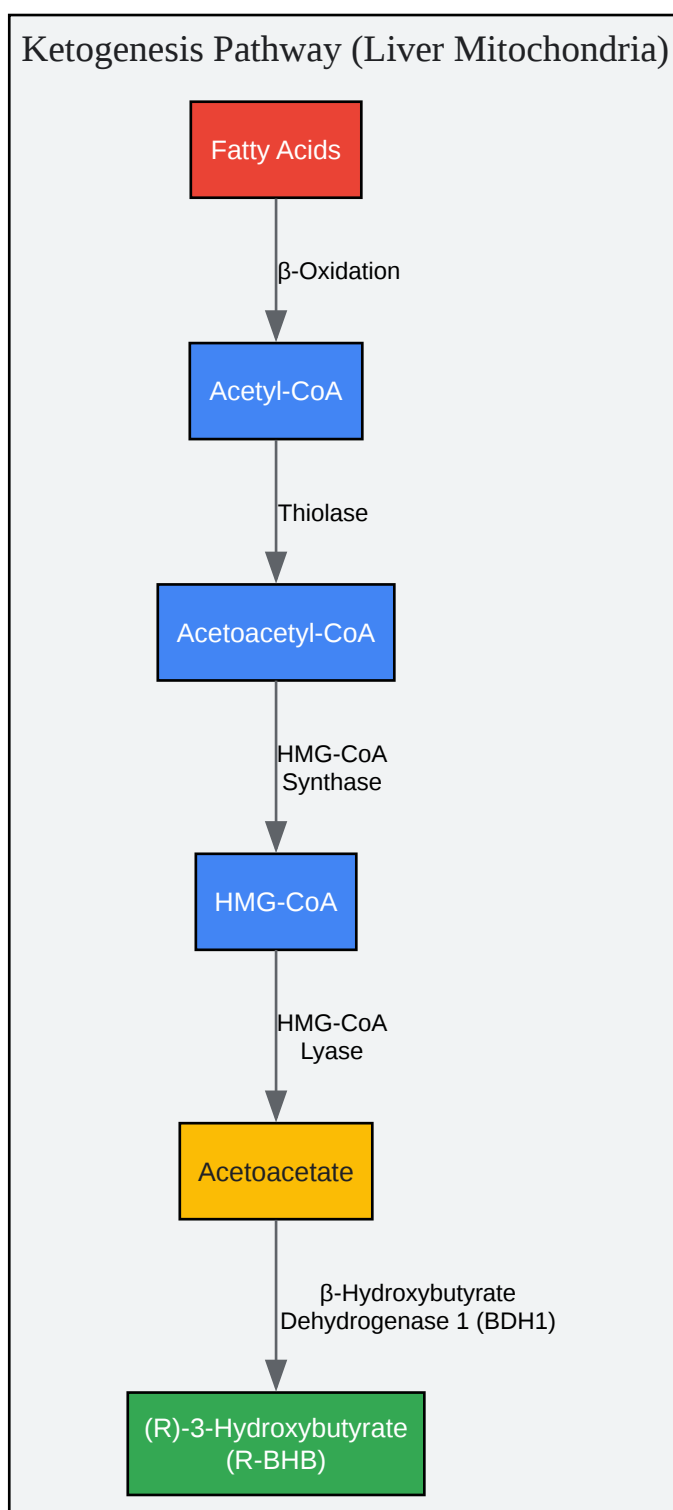 Ketogenesis Pathway (Liver Mitochondria)
Fatty Acids
β-Oxidation
Acetyl-CoA
Thiolase
Acetoacetyl-CoA
HMG-CoA
Synthase
HMG-CoA
HMG-CoA
Lyase
Acetoacetate
β-Hydroxybutyrate
Dehydrogenase 1 (BDH1)
(R)-3-Hydroxybutyrate
(R-BHB)